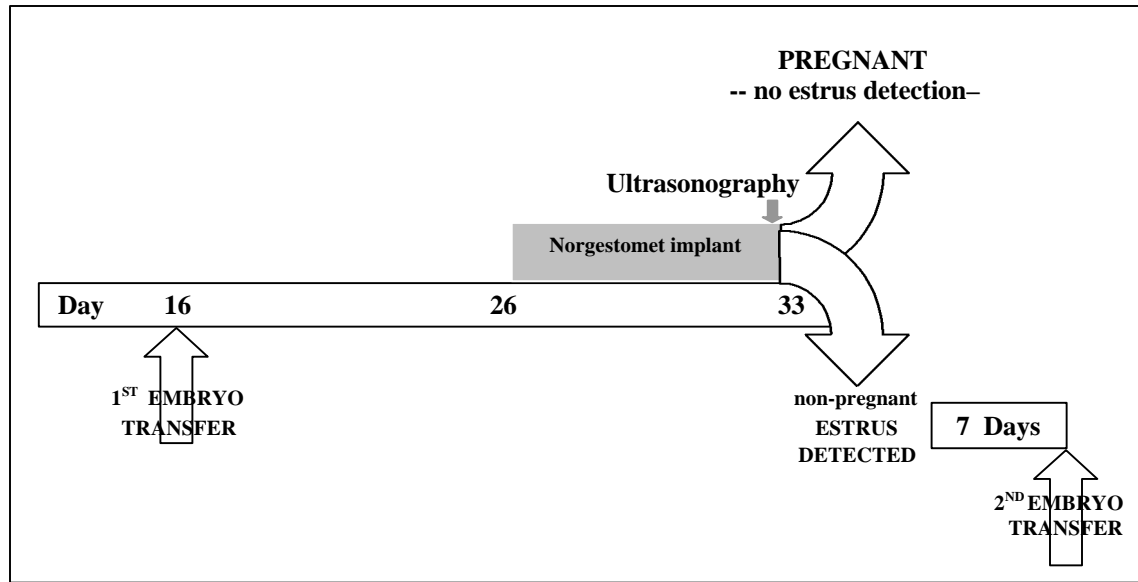 PREGNANT
-- no estrus detection–
Ultrasonography
Norgestomet implant
Day 16 26 33
1ST EMBRYO
TRANSFER
non-pregnant
ESTRUS
DETECTED
7 Days
2ND EMBRYO
TRANSFER